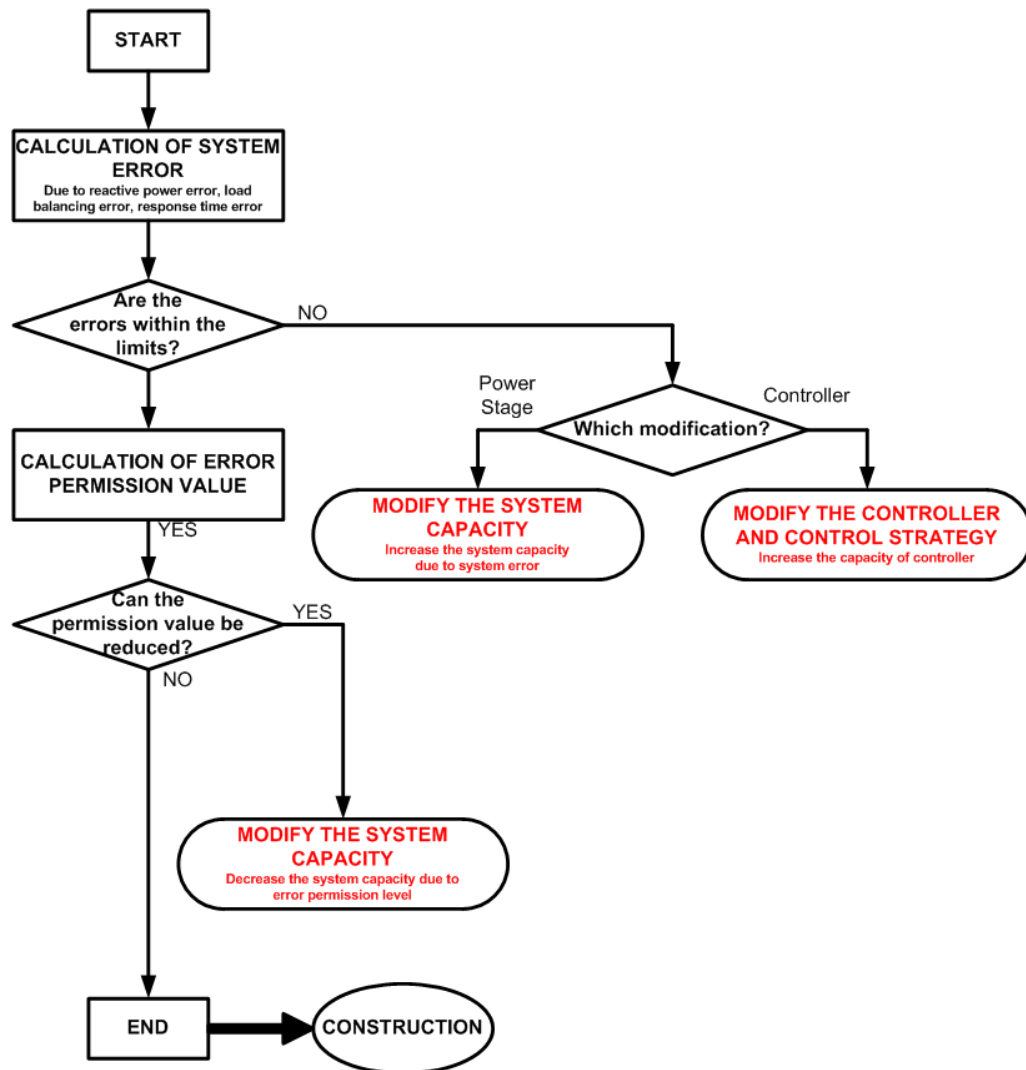 START
CALCULATION OF SYSTEM
ERROR
Due to reactive power error, load
balancing error, response time error
Are the
errors within the
limits?
NO
Power
Stage
Controller
Which modification?
CALCULATION OF ERROR
PERMISSION VALUE
MODIFY THE SYSTEM
CAPACITY
Increase the system capacity
due to system error
MODIFY THE CONTROLLER
AND CONTROL STRATEGY
Increase the capacity of controller
YES
Can the
permission value be
reduced?
YES
NO
MODIFY THE SYSTEM
CAPACITY
Decrease the system capacity due to
error permission level
END
CONSTRUCTION